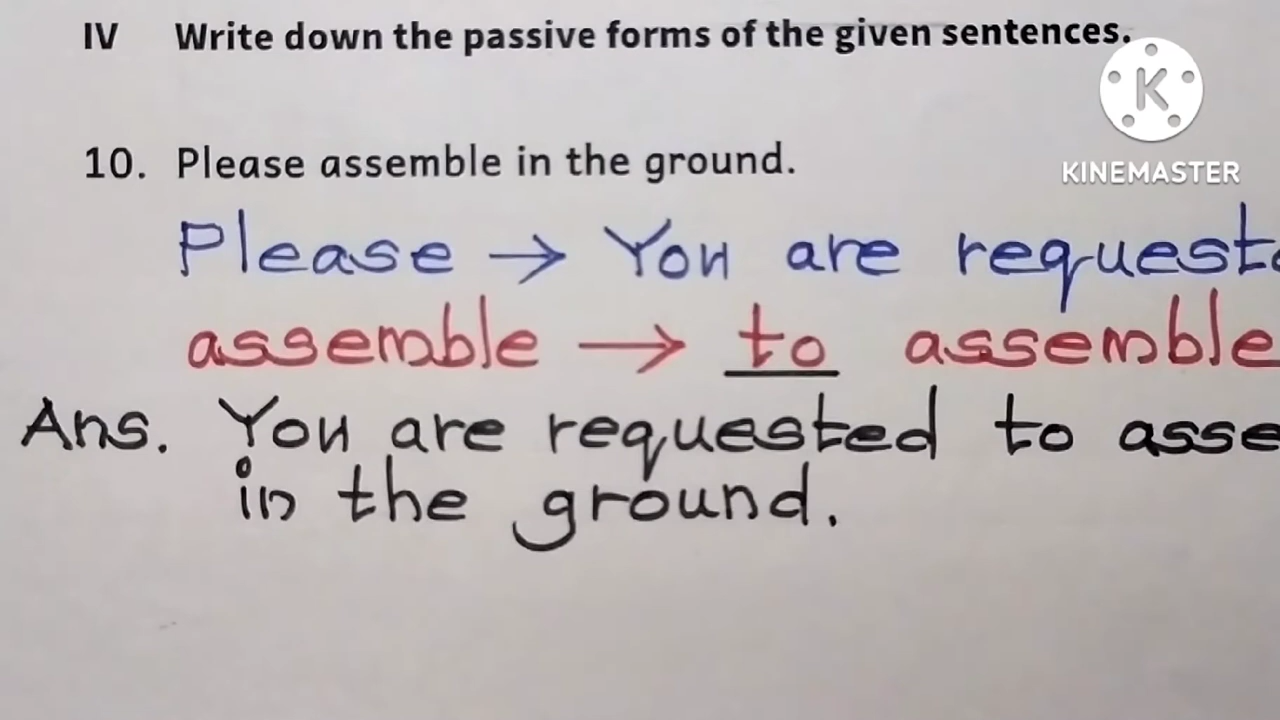 IV Write down the passive forms of the given sentences.
K
KINEMASTER
10. Please assemble in the ground.
Please → You are request
assemble → to assemble
Ans. You are requested to asse
in the ground.